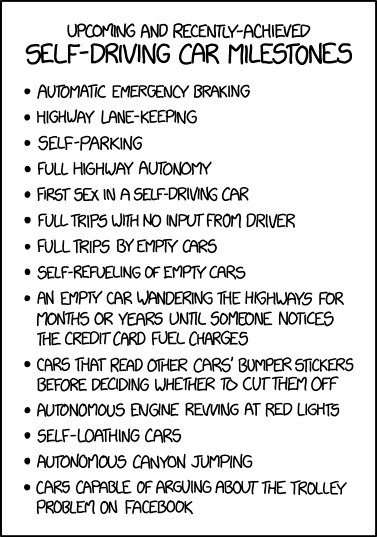 UPCOMING AND RECENTLY-ACHIEVED
SELF-DRIVING CAR MILESTONES
• AUTOMATIC EMERGENCY BRAKING
• HIGHWAY LANE-KEEPING
• SELF-PARKING
• FULL HIGHWAY AUTONOMY
• FIRST SEX IN A SELF-DRIVING CAR
• FULL TRIPS WITH NO INPUT FROM DRIVER
• FULL TRIPS BY EMPTY CARS
• SELF-REFUELING OF EMPTY CARS
• AN EMPTY CAR WANDERING THE HIGHWAYS FOR
MONTHS OR YEARS UNTIL SOMEONE NOTICES
THE CREDIT CARD FUEL CHARGES
• CARS THAT READ OTHER CARS' BUMPER STICKERS
BEFORE DECIDING WHETHER TO CUT THEM OFF
• AUTONOMOUS ENGINE REVVING AT RED LIGHTS
• SELF-LOATHING CARS
• AUTONOMOUS CANYON JUMPING
• CARS CAPABLE OF ARGUING ABOUT THE TROLLEY
PROBLEM ON FACEBOOK